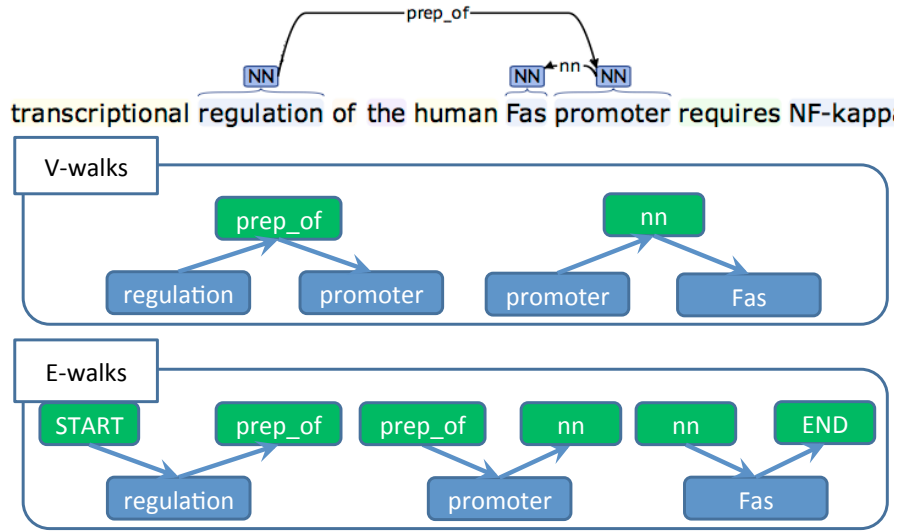 prep_of
NN NN nn NN
transcriptional regulation of the human Fas promoter requires NF-kappa
V-walks
prep_of nn
regulation promoter promoter Fas
E-walks
START prep_of prep_of nn nn END
regulation promoter Fas